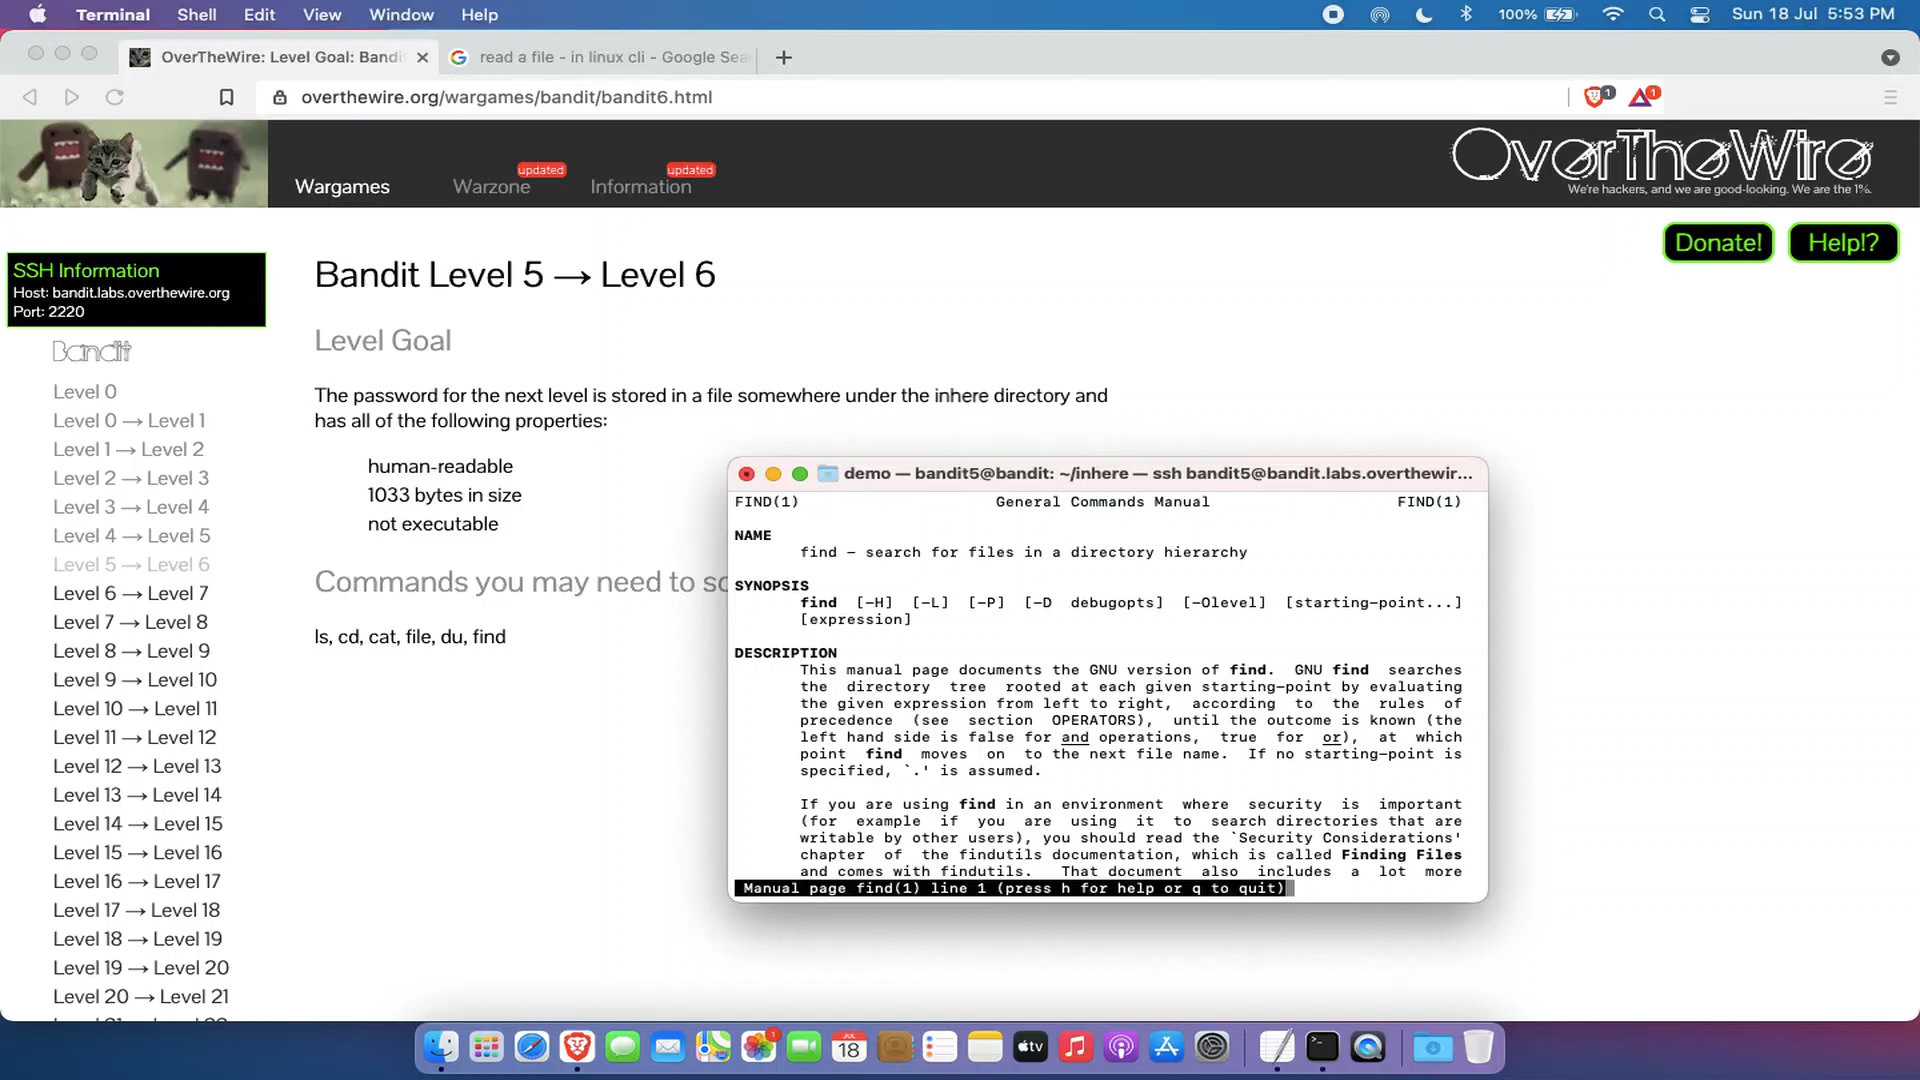 Terminal Shell Edit View Window Help 100% Sun 18 Jul 5:53 PM
OverTheWire: Level Goal: Bandi read a file - in linux cli - Google Sea
overthewire.org/wargames/bandit/bandit6.html 1 1
Wargames Warzone updated Information updated
OverTheWire
We're hackers, and we are good-looking. We are the 1%.
Donate! Help!?
SSH Information
Host: bandit.labs.overthewire.org
Port: 2220
Bandit
Level 0
Level 0 → Level 1
Level 1 → Level 2
Level 2 → Level 3
Level 3 → Level 4
Level 4 → Level 5
Level 5 → Level 6
Level 6 → Level 7
Level 7 → Level 8
Level 8 → Level 9
Level 9 → Level 10
Level 10 → Level 11
Level 11 → Level 12
Level 12 → Level 13
Level 13 → Level 14
Level 14 → Level 15
Level 15 → Level 16
Level 16 → Level 17
Level 17 → Level 18
Level 18 → Level 19
Level 19 → Level 20
Level 20 → Level 21
Bandit Level 5 → Level 6
Level Goal
The password for the next level is stored in a file somewhere under the inhere directory and
has all of the following properties:
human-readable
1033 bytes in size
not executable
Commands you may need to so
ls, cd, cat, file, du, find
demo — bandit5@bandit: ~/inhere — ssh bandit5@bandit.labs.overthewir...
FIND(1) General Commands Manual FIND(1)
NAME
find - search for files in a directory hierarchy
SYNOPSIS
find [-H] [-L] [-P] [-D debugopts] [-Olevel] [starting-point...]
[expression]
DESCRIPTION
This manual page documents the GNU version of find. GNU find searches
the directory tree rooted at each given starting-point by evaluating
the given expression from left to right, according to the rules of
precedence (see section OPERATORS), until the outcome is known (the
left hand side is false for and operations, true for or), at which
point find moves on to the next file name. If no starting-point is
specified, `.' is assumed.
If you are using find in an environment where security is important
(for example if you are using it to search directories that are
writable by other users), you should read the `Security Considerations'
chapter of the findutils documentation, which is called Finding Files
and comes with findutils. That document also includes a lot more
Manual page find(1) line 1 (press h for help or q to quit)
1 JUL 18 tv